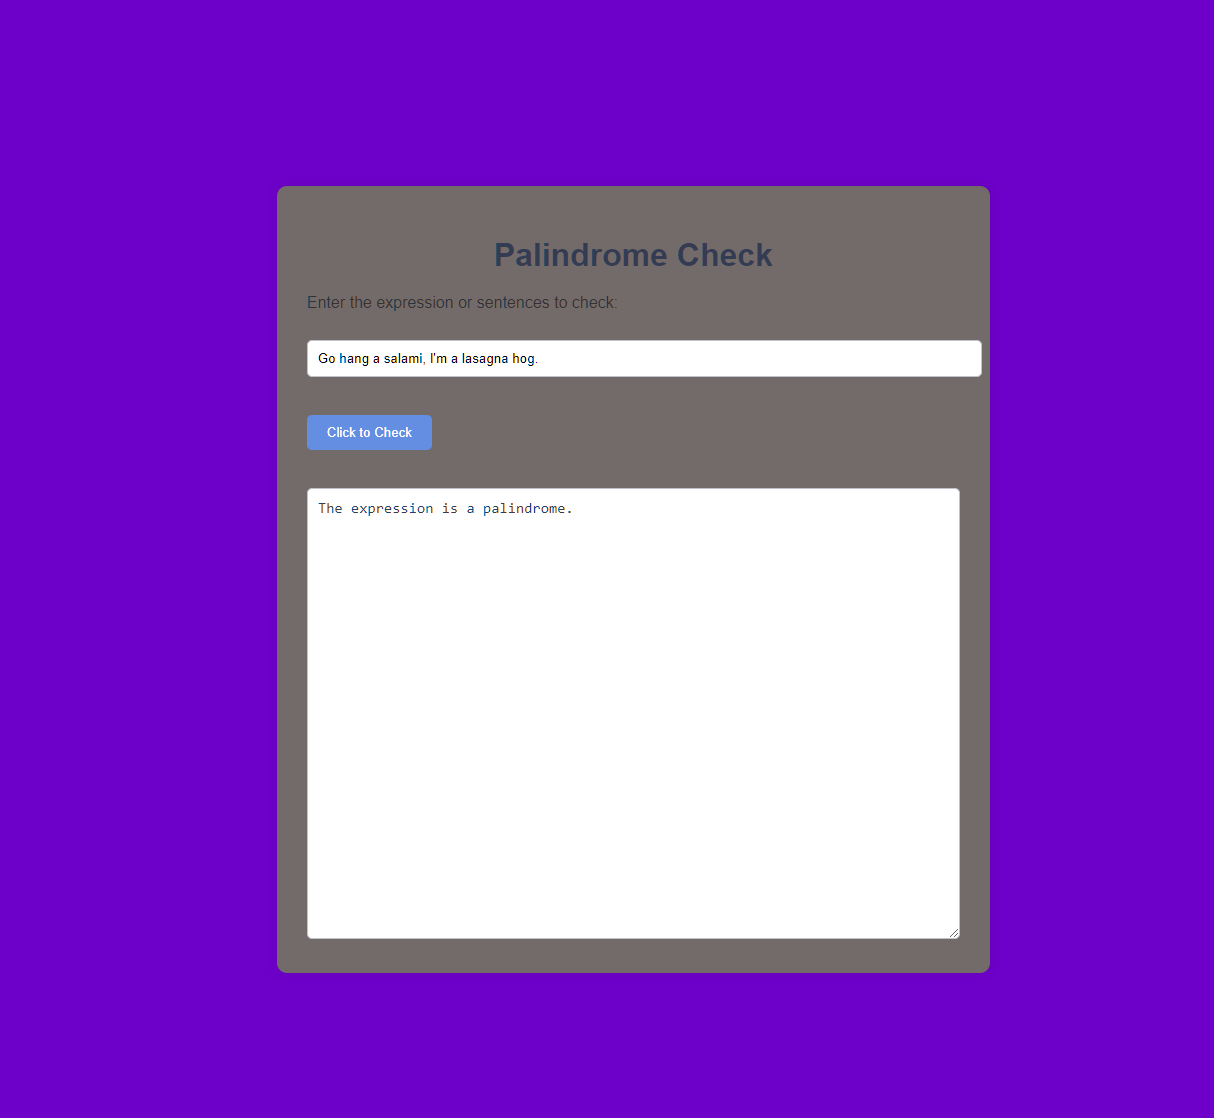 Palindrome Check
Enter the expression or sentences to check:
Go hang a salami, I'm a lasagna hog.
Click to Check
The expression is a palindrome.